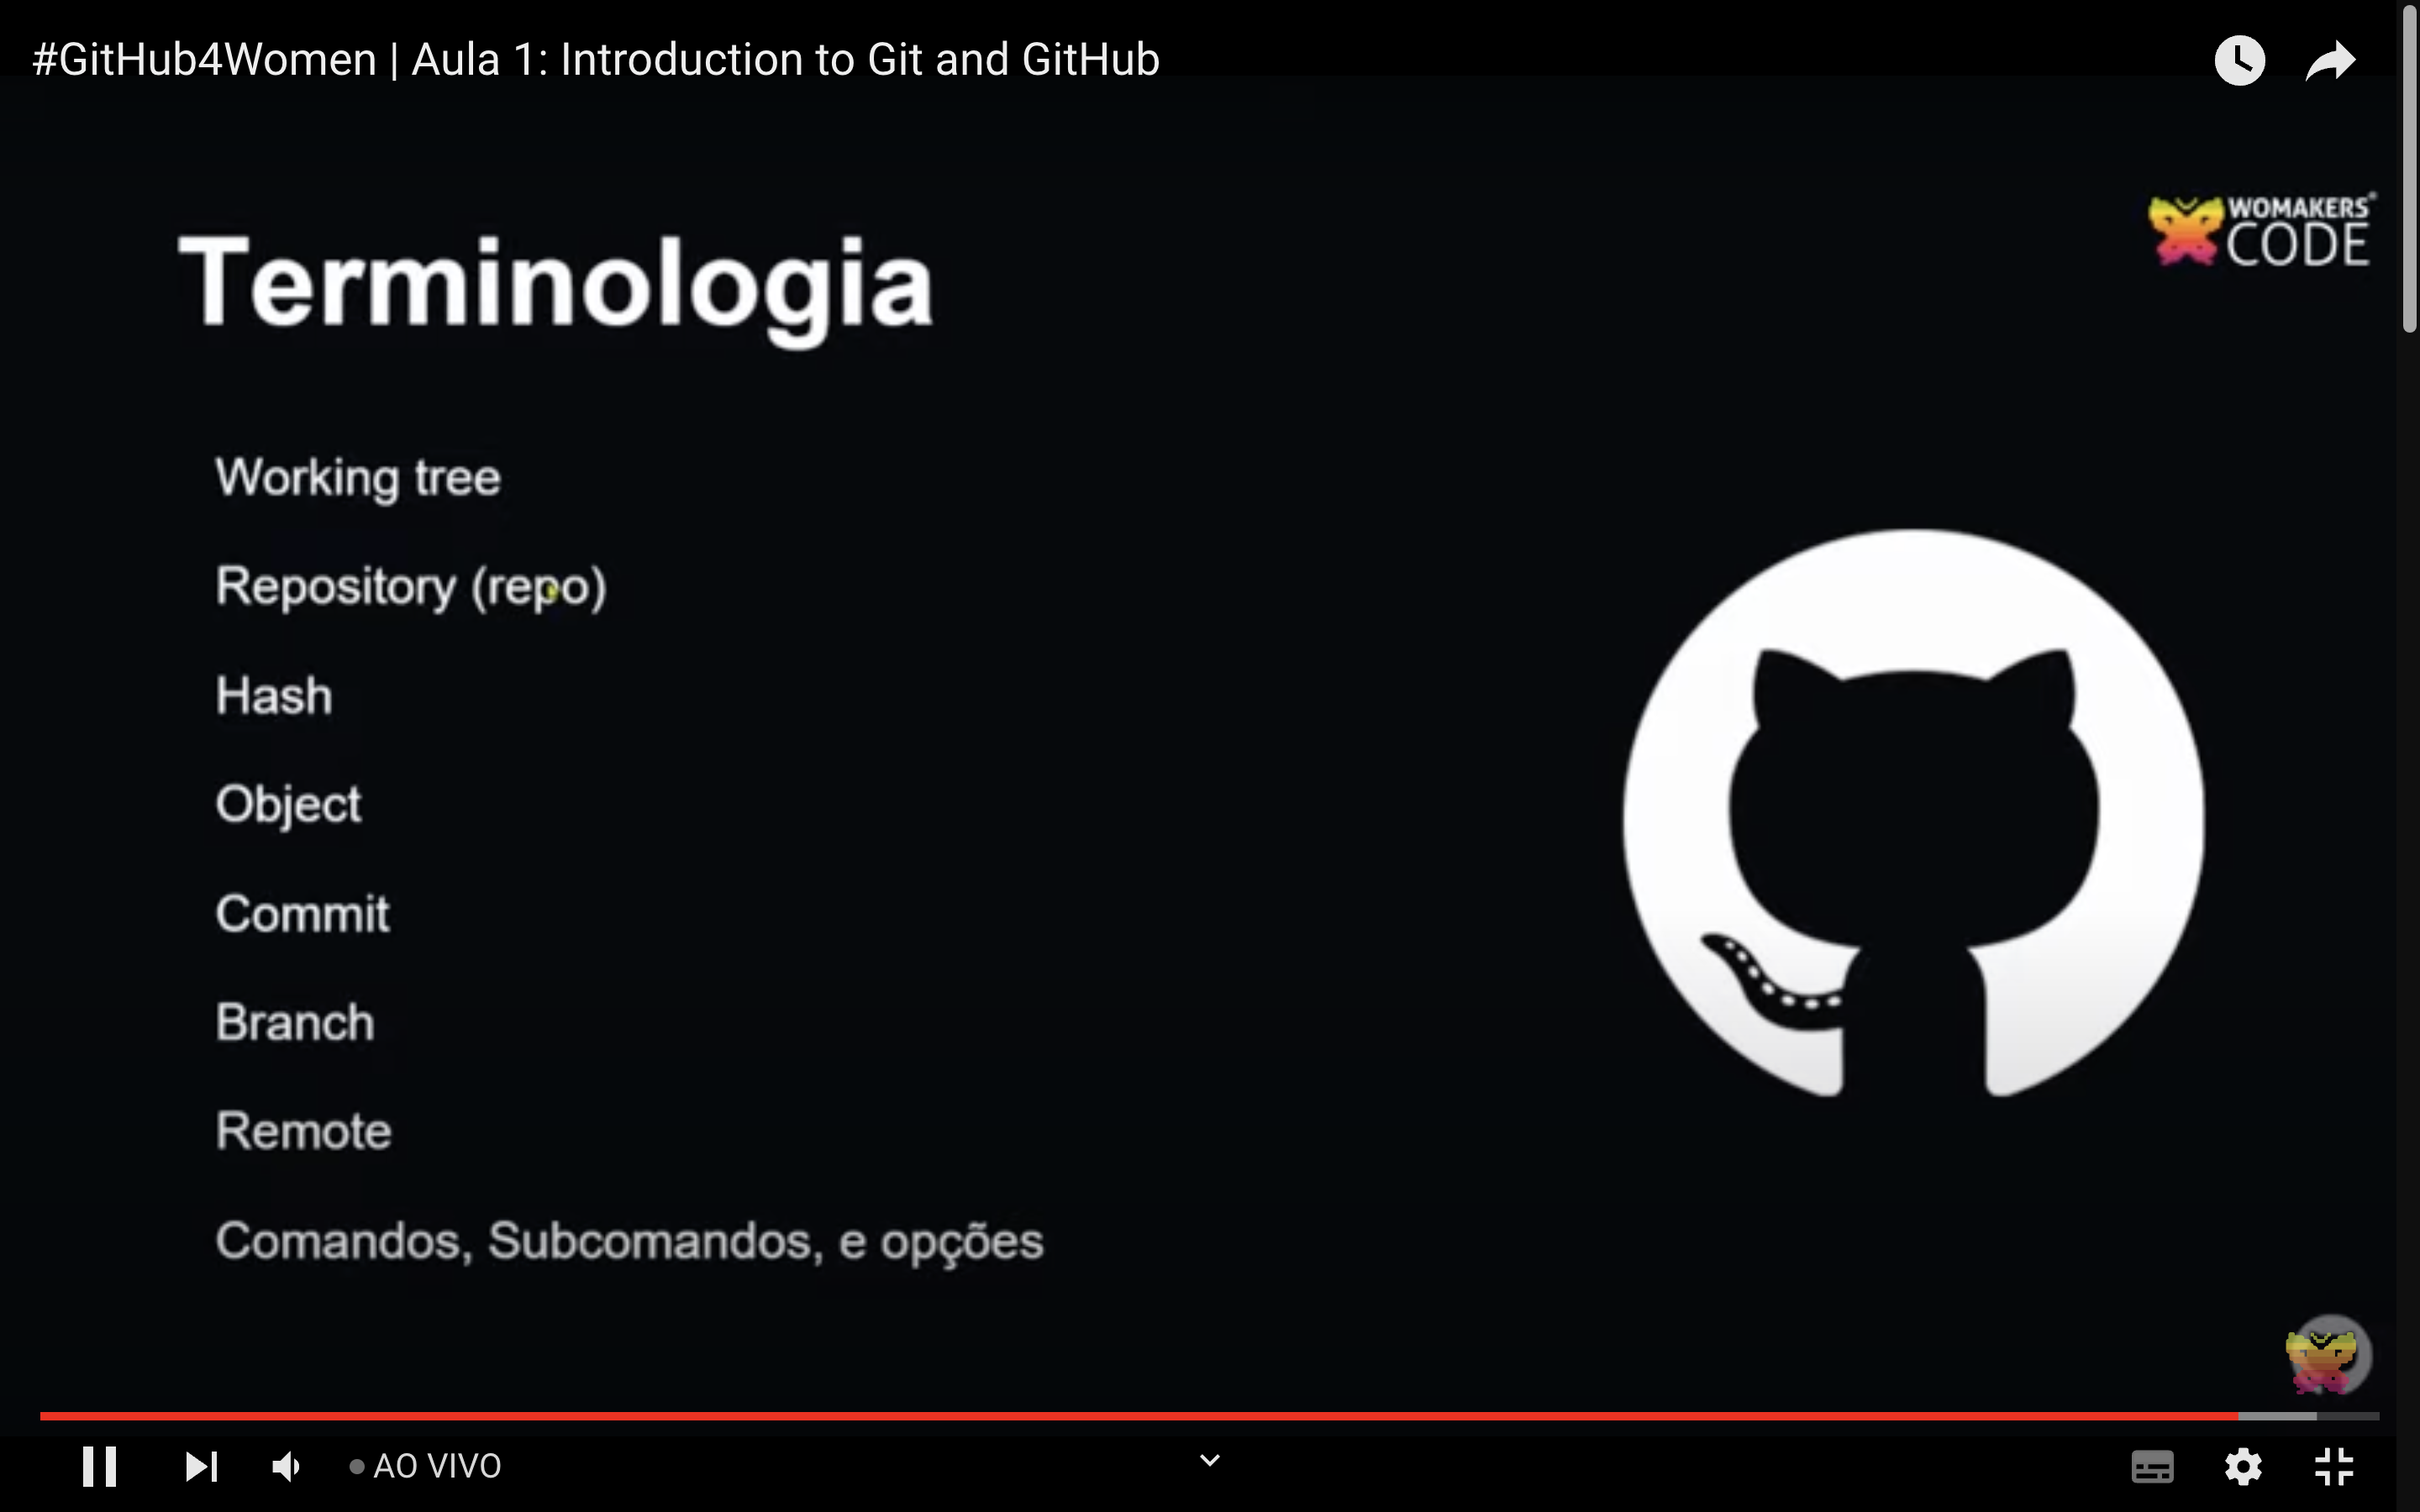 #GitHub4Women | Aula 1: Introduction to Git and GitHub
WOMAKERS
CODE
Terminologia
Working tree
Repository (repo)
Hash
Object
Commit
Branch
Remote
Comandos, Subcomandos, e opções
AO VIVO